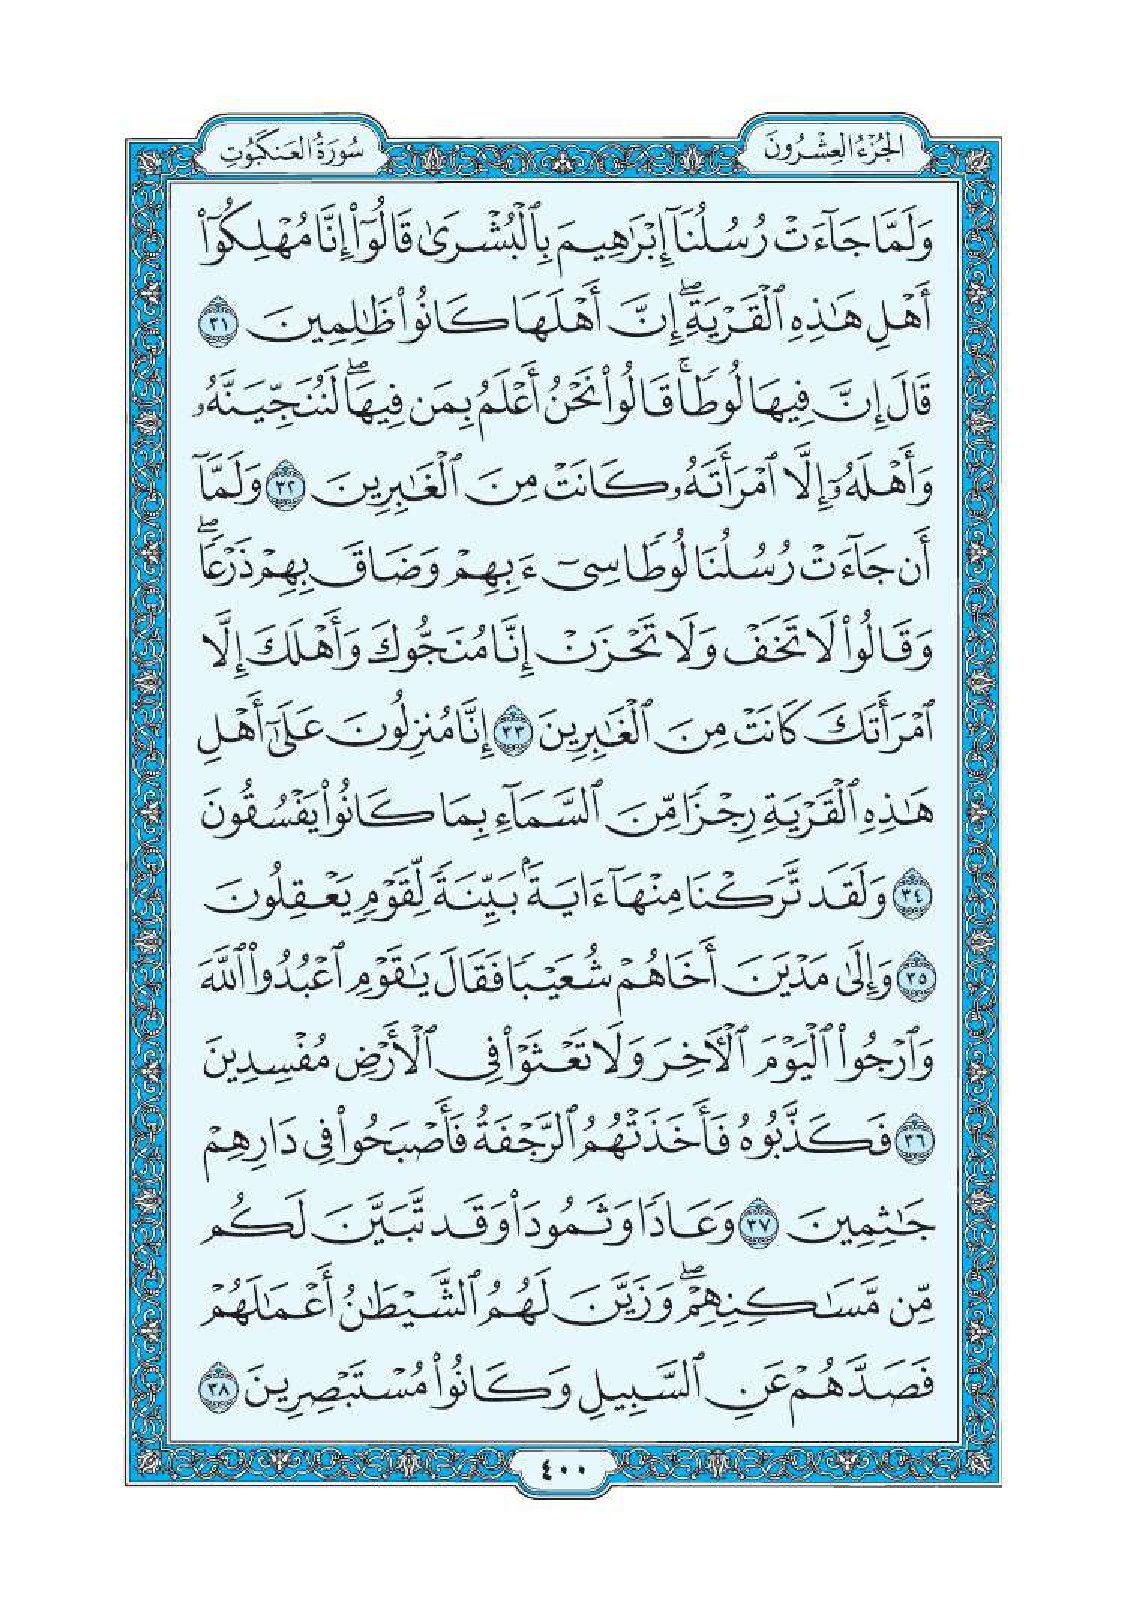 الجُزْءُ العِشْرُونَ
سُورَةُ العَنكَبُوتِ
وَلَمَّا جَآءَتْ رُسُلُنَآ إِبْرَٰهِيمَ بِٱلْبُشْرَىٰ قَالُوٓا۟ إِنَّا مُهْلِكُوٓا۟
أَهْلِ هَٰذِهِ ٱلْقَرْيَةِ ۖ إِنَّ أَهْلَهَا كَانُوا۟ ظَٰلِمِينَ ٣١
قَالَ إِنَّ فِيهَا لُوطًا ۚ قَالُوا۟ نَحْنُ أَعْلَمُ بِمَن فِيهَا ۖ لَنُنَجِّيَنَّهُۥ
وَأَهْلَهُۥٓ إِلَّا ٱمْرَأَتَهُۥ كَانَتْ مِنَ ٱلْغَٰبِرِينَ ٣٢ وَلَمَّآ
أَن جَآءَتْ رُسُلُنَا لُوطًا سِىٓءَ بِهِمْ وَضَاقَ بِهِمْ ذَرْعًا ۖ
وَقَالُوا۟ لَا تَخَفْ وَلَا تَحْزَنْ إِنَّا مُنَجُّوكَ وَأَهْلَكَ إِلَّا
ٱمْرَأَتَكَ كَانَتْ مِنَ ٱلْغَٰبِرِينَ ٣٣ إِنَّا مُنزِلُونَ عَلَىٰٓ أَهْلِ
هَٰذِهِ ٱلْقَرْيَةِ رِجْزًا مِّنَ ٱلسَّمَآءِ بِمَا كَانُوا۟ يَفْسُقُونَ
٣٤ وَلَقَد تَّرَكْنَا مِنْهَآ ءَايَةًۢ بَيِّنَةً لِّقَوْمٍ يَعْقِلُونَ
٣٥ وَإِلَىٰ مَدْيَنَ أَخَاهُمْ شُعَيْبًا فَقَالَ يَٰقَوْمِ ٱعْبُدُوا۟ ٱللَّهَ
وَٱرْجُوا۟ ٱلْيَوْمَ ٱلْـَٔاخِرَ وَلَا تَعْثَوْا۟ فِى ٱلْأَرْضِ مُفْسِدِينَ
٣٦ فَكَذَّبُوهُ فَأَخَذَتْهُمُ ٱلرَّجْفَةُ فَأَصْبَحُوا۟ فِى دَارِهِمْ
جَٰثِمِينَ ٣٧ وَعَادًا وَثَمُودَا۟ وَقَد تَّبَيَّنَ لَكُم
مِّن مَّسَٰكِنِهِمْ ۖ وَزَيَّنَ لَهُمُ ٱلشَّيْطَٰنُ أَعْمَٰلَهُمْ
فَصَدَّهُمْ عَنِ ٱلسَّبِيلِ وَكَانُوا۟ مُسْتَبْصِرِينَ ٣٨
٤٠٠